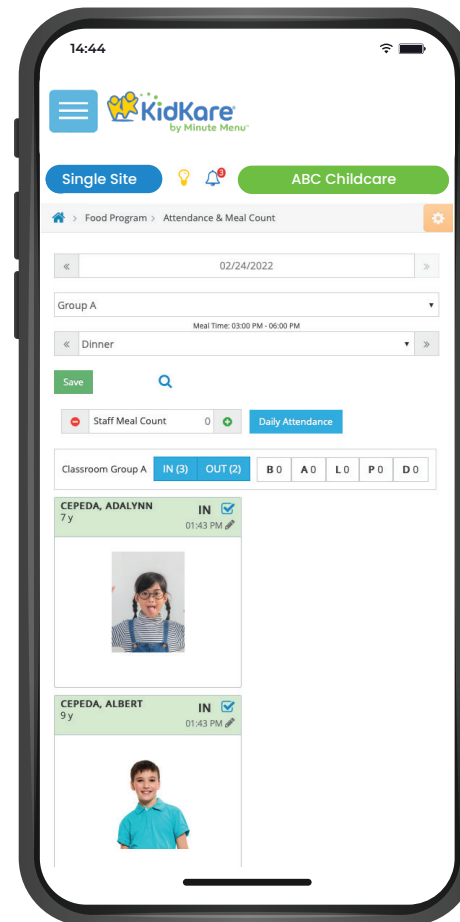 14:44
KidKare
by Minute Menu
Single Site
3
ABC Childcare
> Food Program > Attendance & Meal Count
« 02/24/2022 »
Group A
Meal Time: 03:00 PM - 06:00 PM
« Dinner »
Save
Staff Meal Count 0
Daily Attendance
Classroom Group A IN (3) OUT (2) B 0 A 0 L 0 P 0 D 0
CEPEDA, ADALYNN IN
7 y 01:43 PM
CEPEDA, ALBERT IN
9 y 01:43 PM